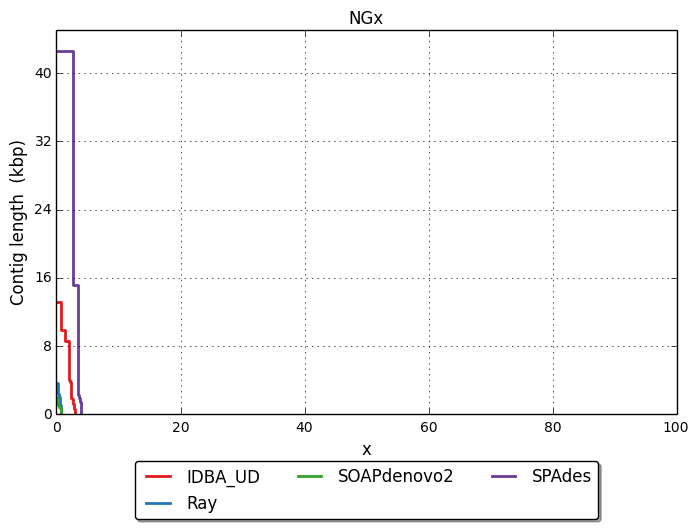 NGx
Contig length (kbp)
40
32
24
16
8
0
0 20 40 60 80 100
x
IDBA_UD SOAPdenovo2 SPAdes
Ray